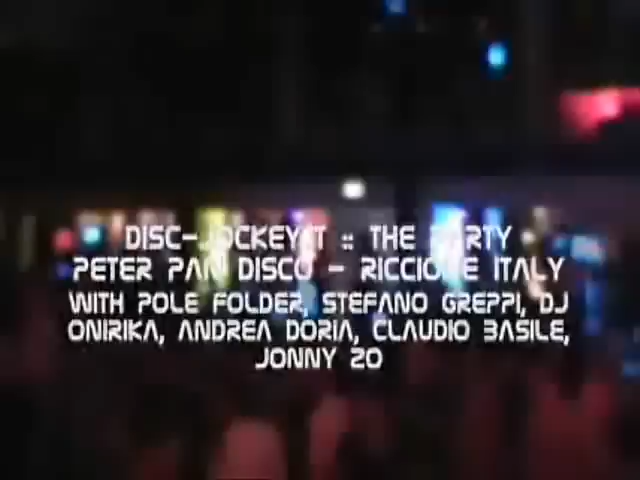 DISC-JOCKEY.IT :: THE PARTY
PETER PAN DISCO - RICCIONE ITALY
WITH POLE FOLDER, STEFANO GREPPI, DJ
ONIRIKA, ANDREA DORIA, CLAUDIO BASILE,
JONNY 20